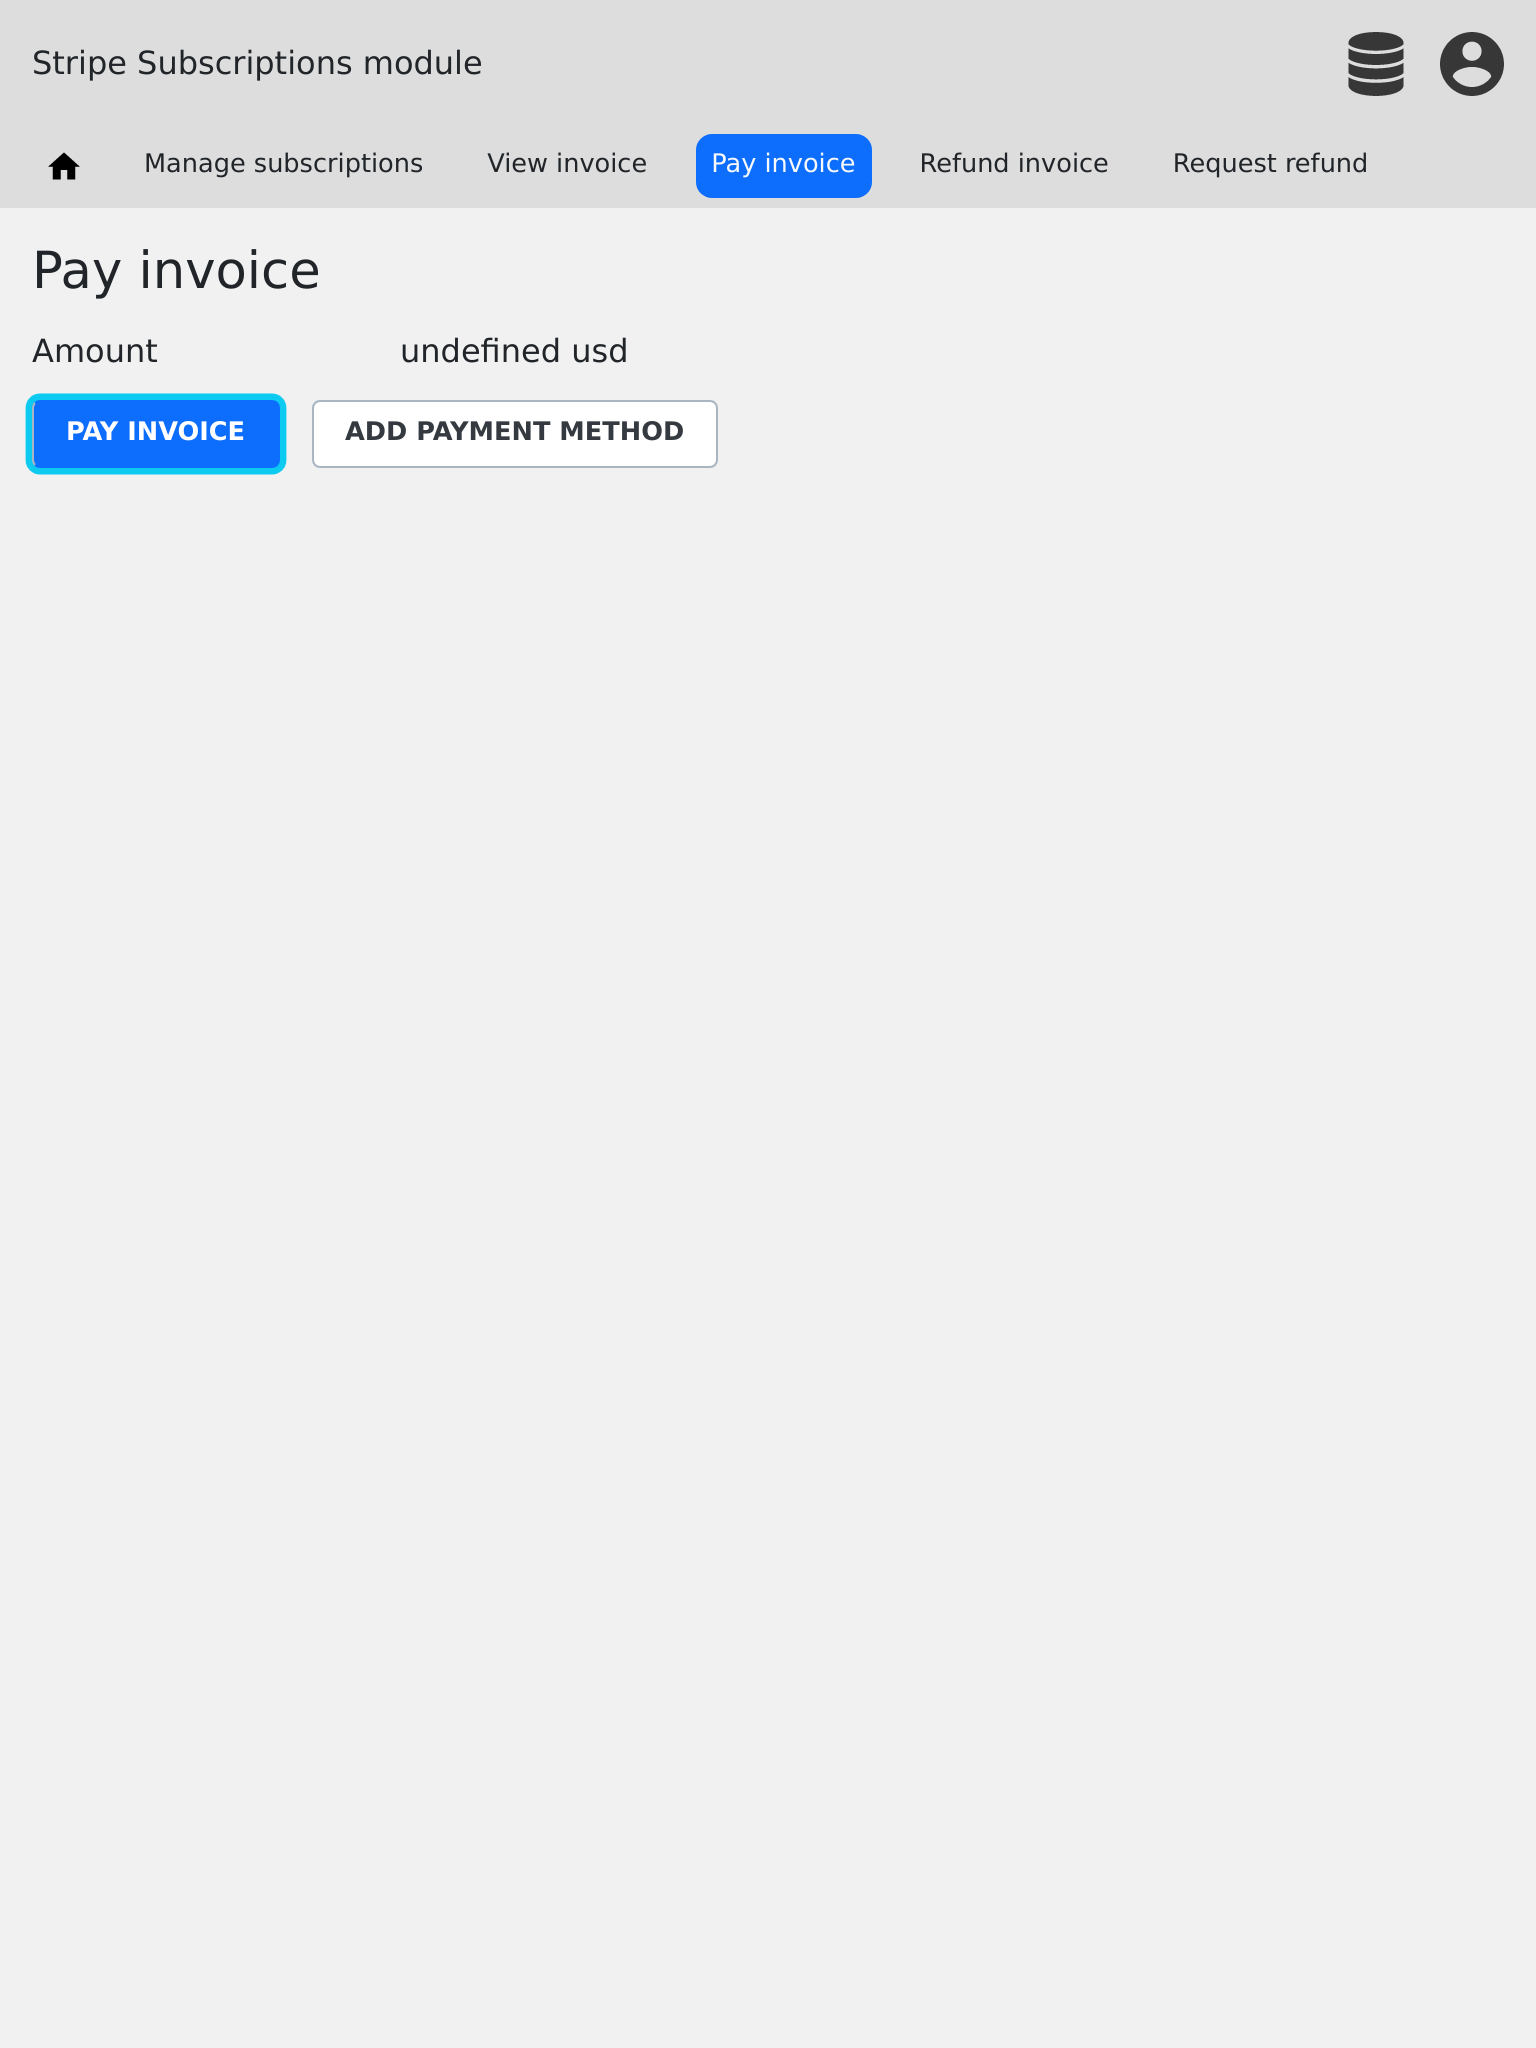 Stripe Subscriptions module
Manage subscriptions View invoice Pay invoice Refund invoice Request refund
Pay invoice
Amount undefined usd
PAY INVOICE ADD PAYMENT METHOD